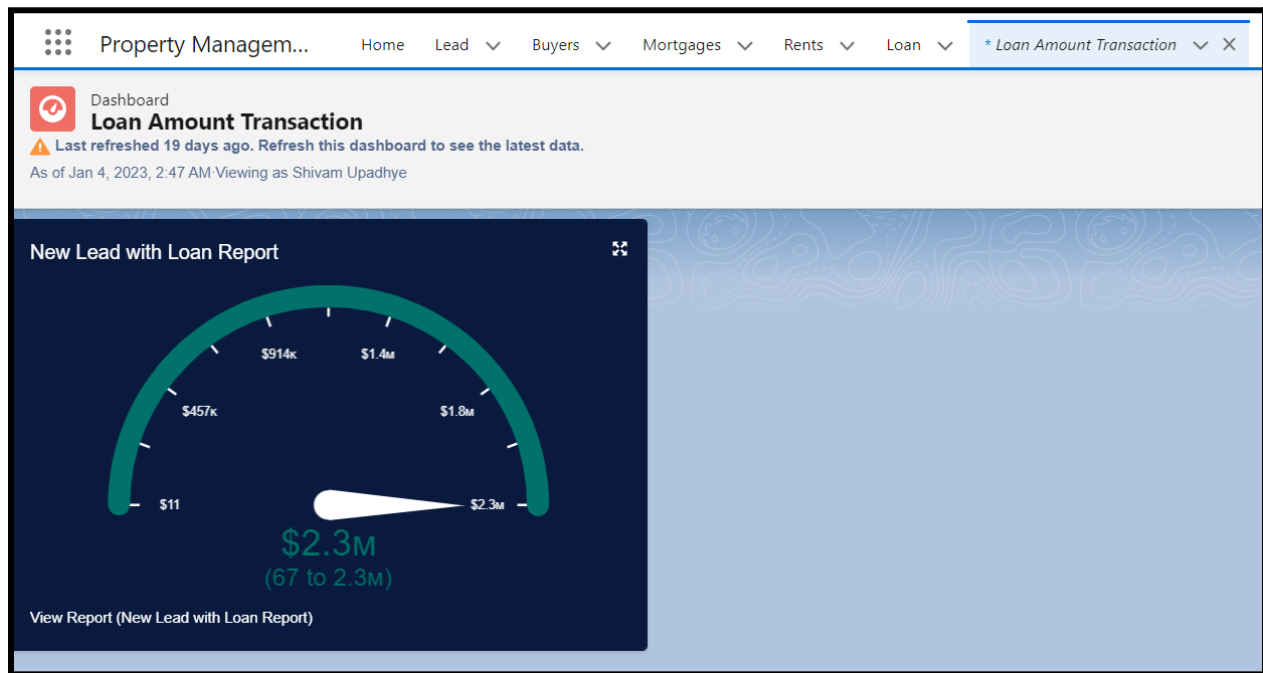 Property Managem... Home Lead Buyers Mortgages Rents Loan * Loan Amount Transaction
Dashboard
Loan Amount Transaction
Last refreshed 19 days ago. Refresh this dashboard to see the latest data.
As of Jan 4, 2023, 2:47 AM·Viewing as Shivam Upadhye
New Lead with Loan Report
$914K $1.4M
$457K $1.8M
$11 $2.3M
$2.3M
(67 to 2.3M)
View Report (New Lead with Loan Report)